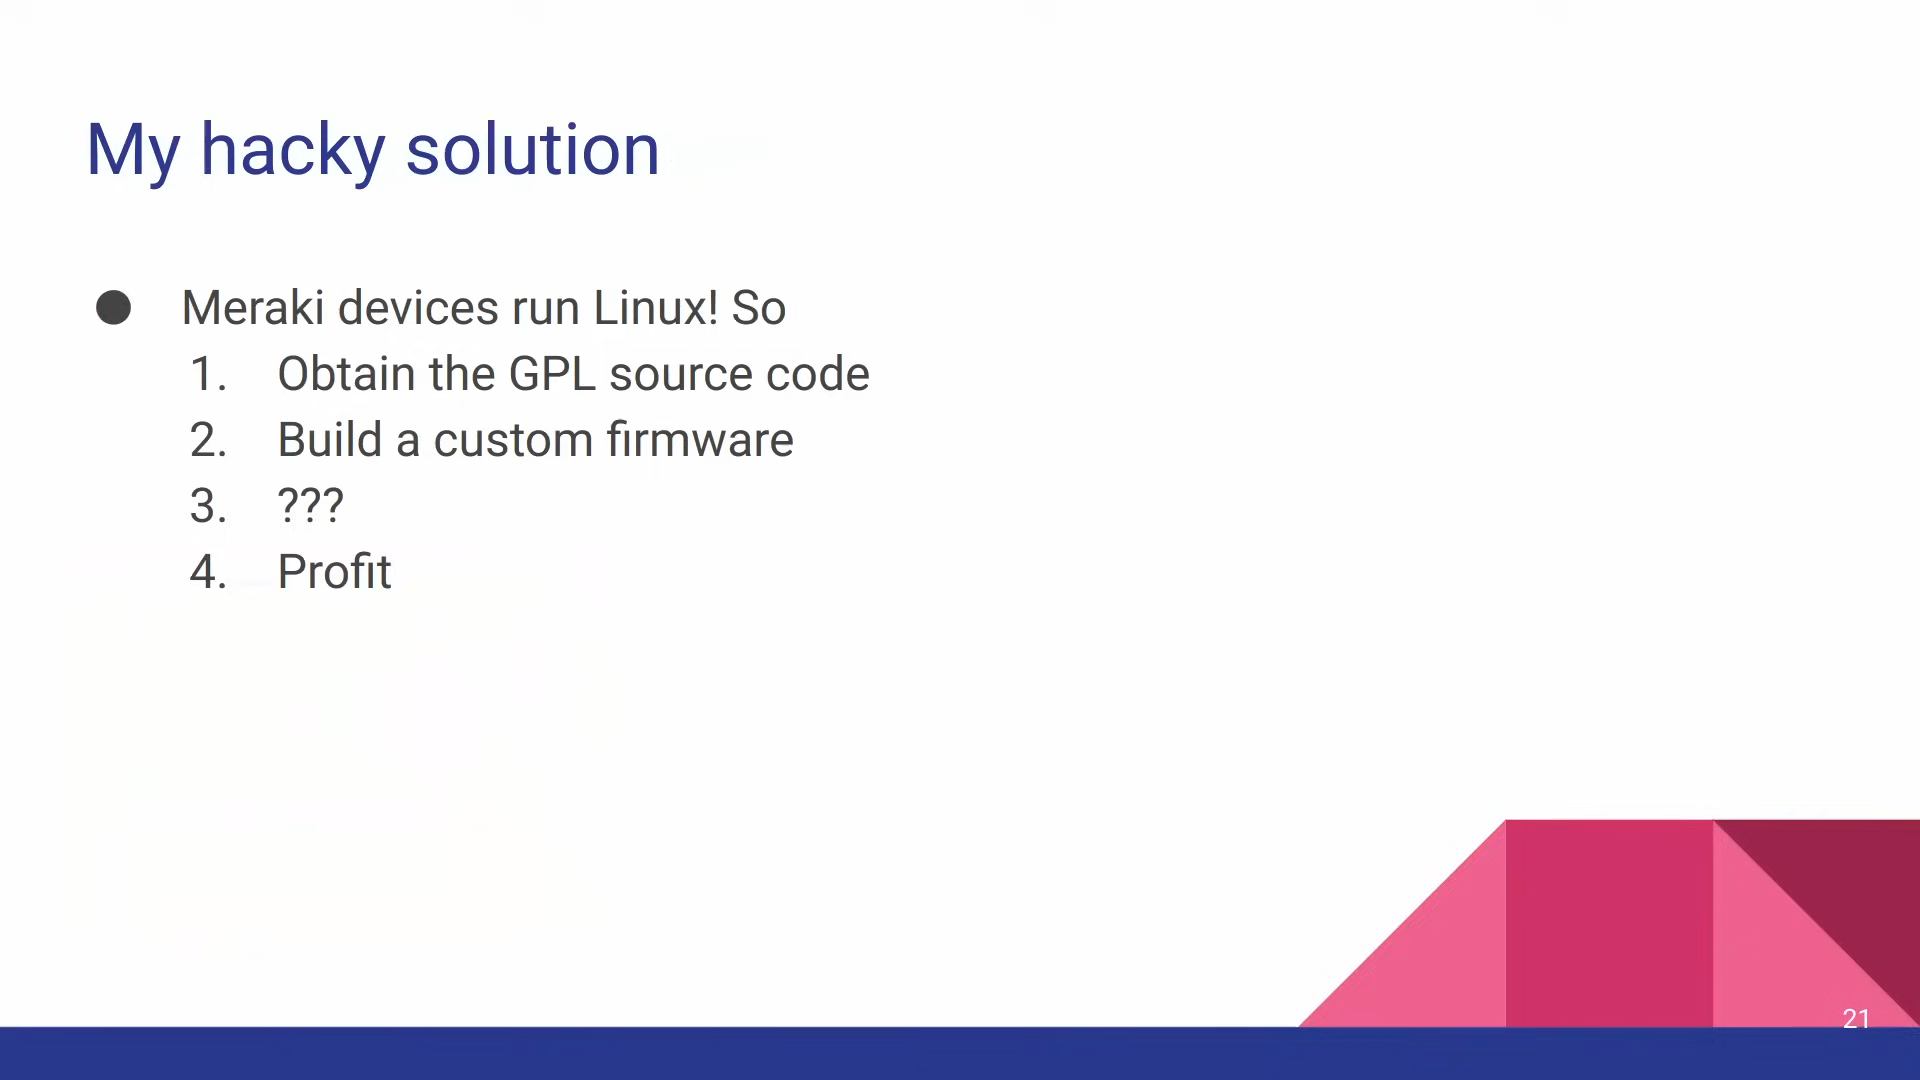 My hacky solution
● Meraki devices run Linux! So
1. Obtain the GPL source code
2. Build a custom firmware
3. ???
4. Profit
21